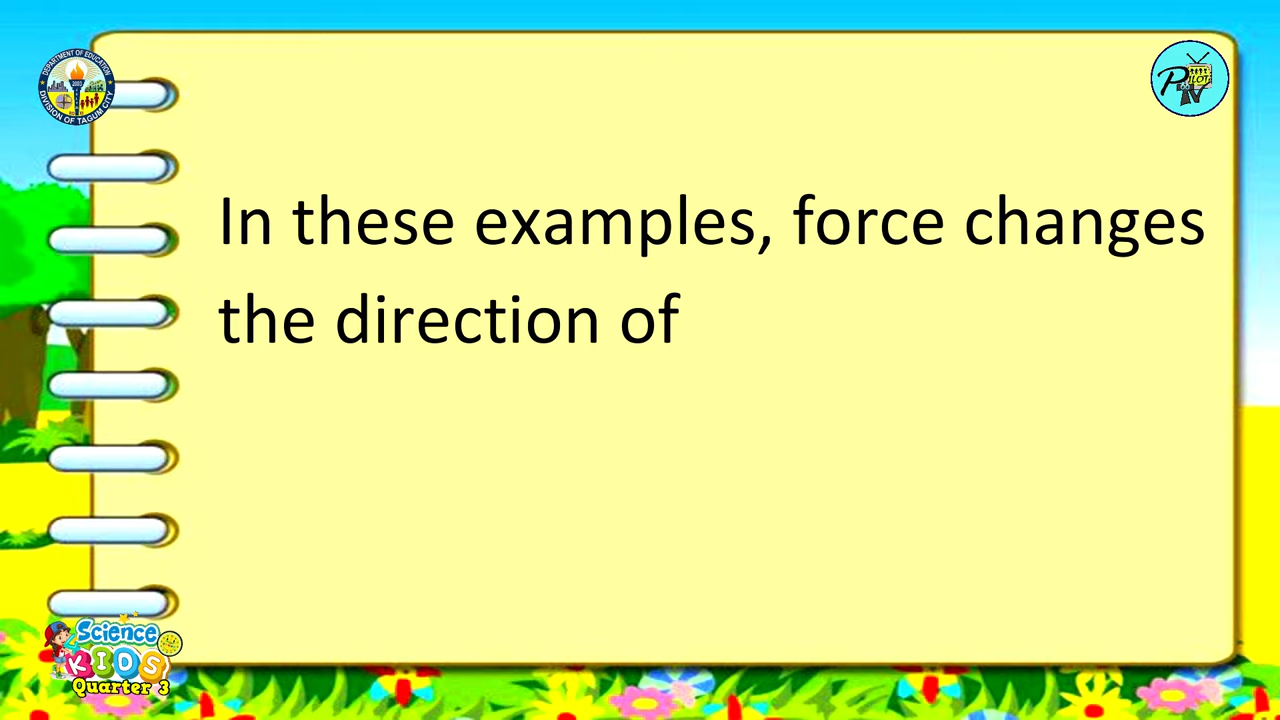 DEPARTMENT OF EDUCATION
DIVISION OF TAGUM CITY
In these examples, force changes
the direction of
Science
KIDS
Quarter 3